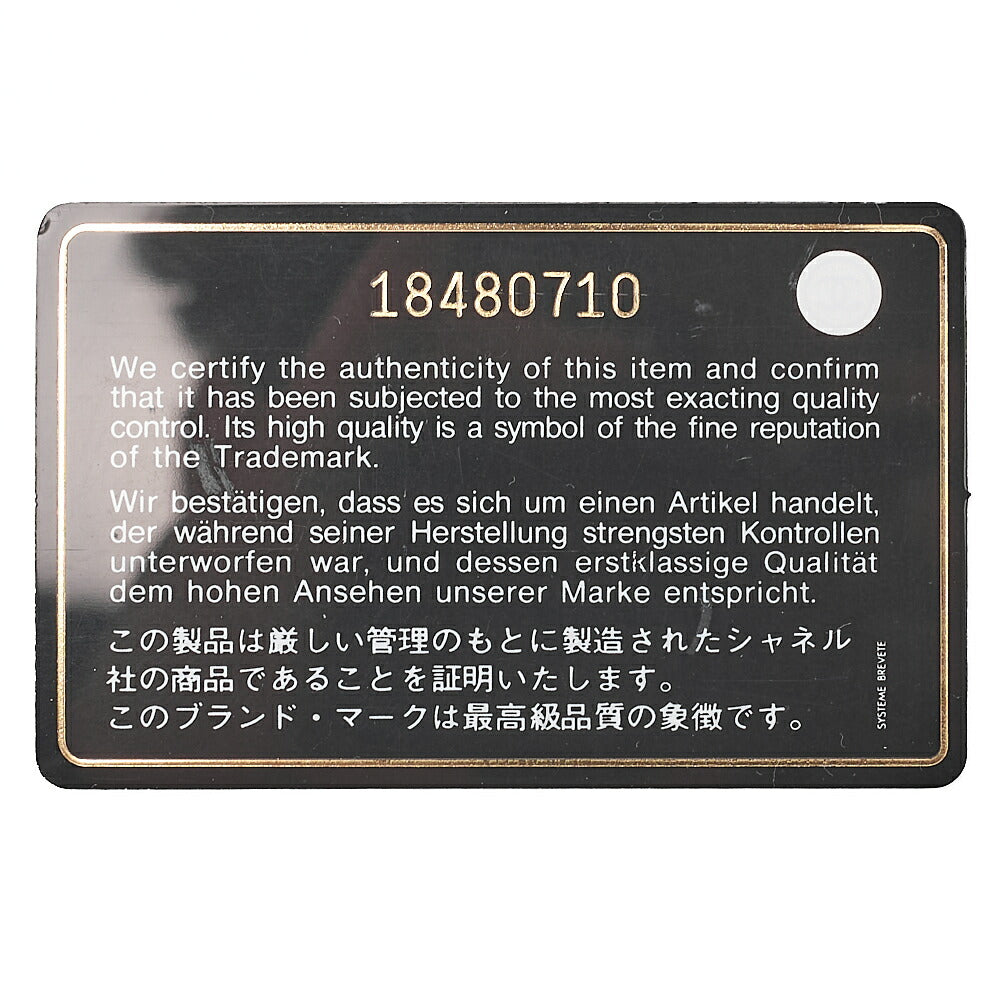 18480710
We certify the authenticity of this item and confirm
that it has been subjected to the most exacting quality
control. Its high quality is a symbol of the fine reputation
of the Trademark.
Wir bestätigen, dass es sich um einen Artikel handelt,
der während seiner Herstellung strengsten Kontrollen
unterworfen war, und dessen erstklassige Qualität
dem hohen Ansehen unserer Marke entspricht.
この製品は厳しい管理のもとに製造されたシャネル
社の商品であることを証明いたします。
このブランド・マークは最高級品質の象徴です。
SYSTEME BREVETE